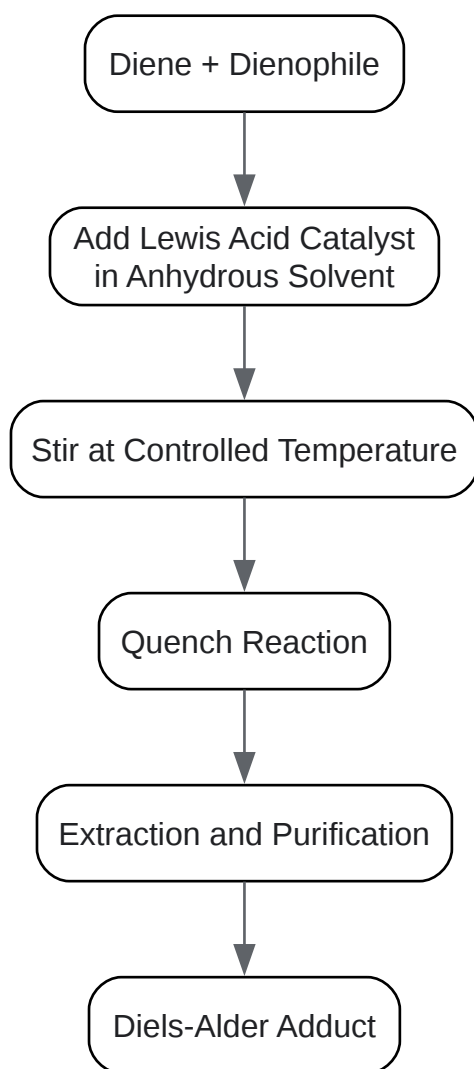 Diene + Dienophile
Add Lewis Acid Catalyst
in Anhydrous Solvent
Stir at Controlled Temperature
Quench Reaction
Extraction and Purification
Diels-Alder Adduct